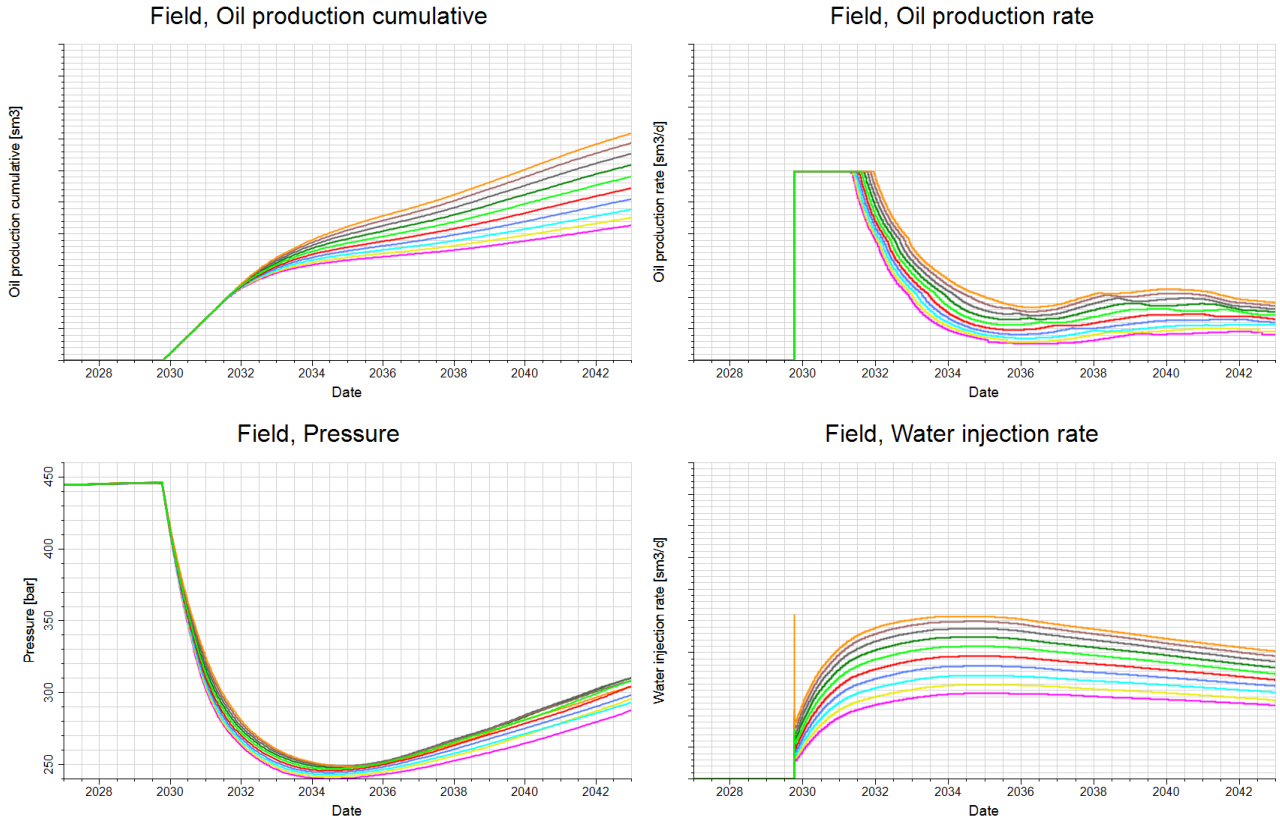 Field, Oil production cumulative
Oil production cumulative [sm3]
2028 2030 2032 2034 2036 2038 2040 2042
Date
Field, Oil production rate
Oil production rate [sm3/d]
2028 2030 2032 2034 2036 2038 2040 2042
Date
Field, Pressure
Pressure [bar]
450
400
350
300
250
2028 2030 2032 2034 2036 2038 2040 2042
Date
Field, Water injection rate
Water injection rate [sm3/d]
2028 2030 2032 2034 2036 2038 2040 2042
Date